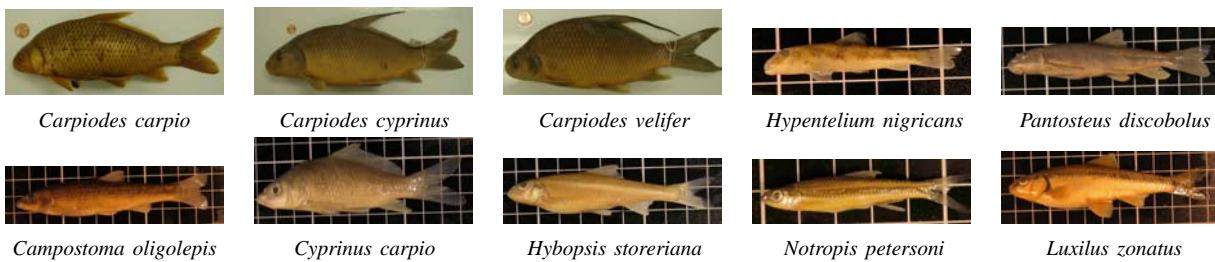 Carpiodes carpio
Carpiodes cyprinus
Carpiodes velifer
Hypentelium nigricans
Pantosteus discobolus
Campostoma oligolepis
Cyprinus carpio
Hybopsis storeriana
Notropis petersoni
Luxilus zonatus